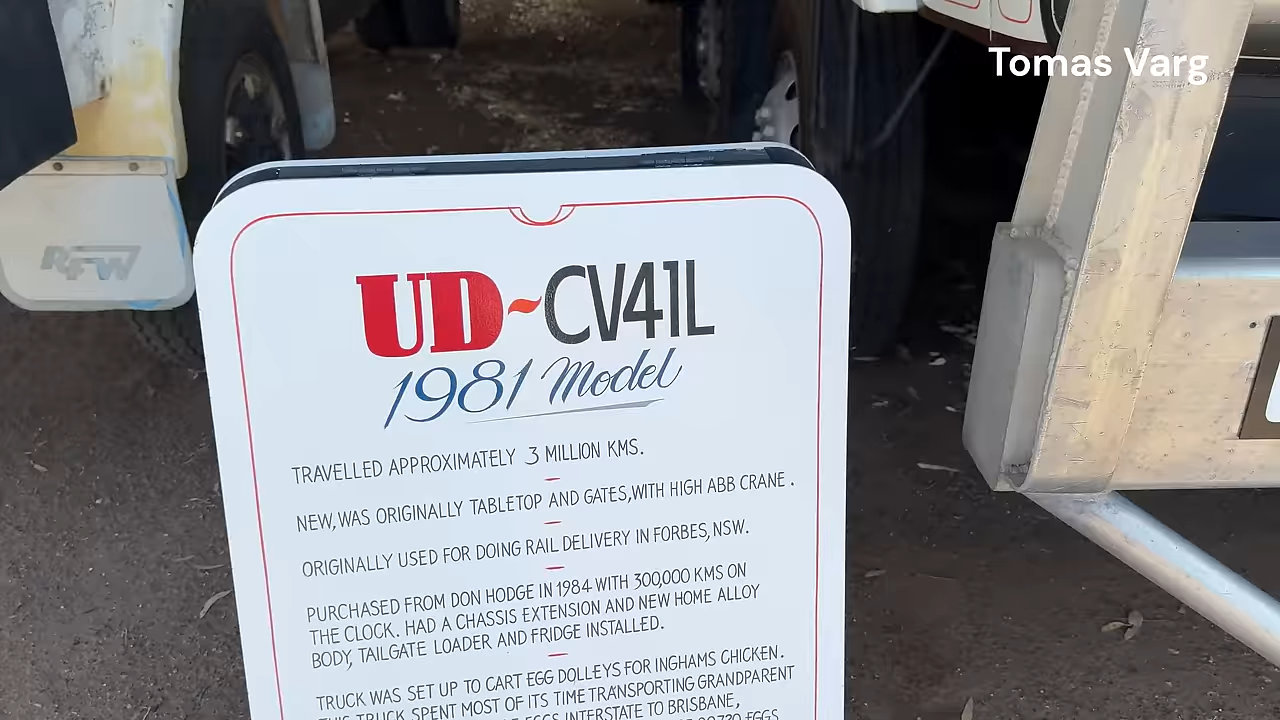 Tomas Varg
RFW
UD~CV41L
1981 Model
TRAVELLED APPROXIMATELY 3 MILLION KMS.
NEW, WAS ORIGINALLY TABLETOP AND GATES, WITH HIGH ABB CRANE.
ORIGINALLY USED FOR DOING RAIL DELIVERY IN FORBES, NSW.
PURCHASED FROM DON HODGE IN 1984 WITH 300,000 KMS ON
THE CLOCK. HAD A CHASSIS EXTENSION AND NEW HOME ALLOY
BODY, TAILGATE LOADER AND FRIDGE INSTALLED.
TRUCK WAS SET UP TO CART EGG DOLLEYS FOR INGHAMS CHICKEN.
THIS TRUCK SPENT MOST OF ITS TIME TRANSPORTING GRANDPARENT
EGGS INTERSTATE TO BRISBANE,
EGGS